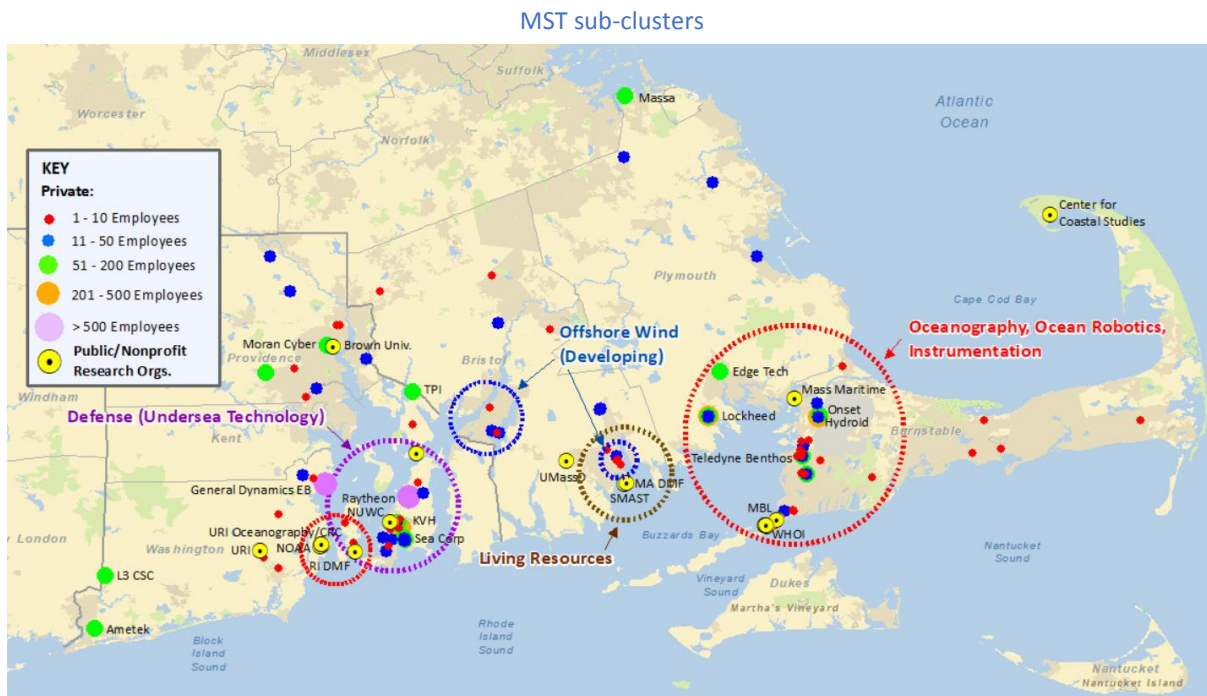 MST sub-clusters
Middlesex
Suffolk
Massa
Atlantic
Ocean
Worcester
Norfolk
KEY
Private:
1 - 10 Employees
11 - 50 Employees
51 - 200 Employees
201 - 500 Employees
> 500 Employees
Public/Nonprofit
Research Orgs.
Center for
Coastal Studies
Plymouth
Cape Cod Bay
Offshore Wind
(Developing)
Oceanography, Ocean Robotics,
Instrumentation
Moran Cyber
Brown Univ.
Providence
Bristol
Edge Tech
Mass Maritime
TPI
Windham
Defense (Undersea Technology)
Lockheed
Onset
Hydroid
Barnstable
Kent
Teledyne Benthos
UMassD
MA DMF
SMAST
General Dynamics EB
Raytheon
NUWC
KVH
Sea Corp
MBL
WHOI
URI Oceanography/CRC
URI
NOAA
RI DMF
Washington
New London
Living Resources
Buzzards Bay
Nantucket
Sound
L3 CSC
Vineyard
Sound
Dukes
Martha's Vineyard
Ametek
Block
Island
Sound
Rhode
Island
Sound
Nantucket
Nantucket Island